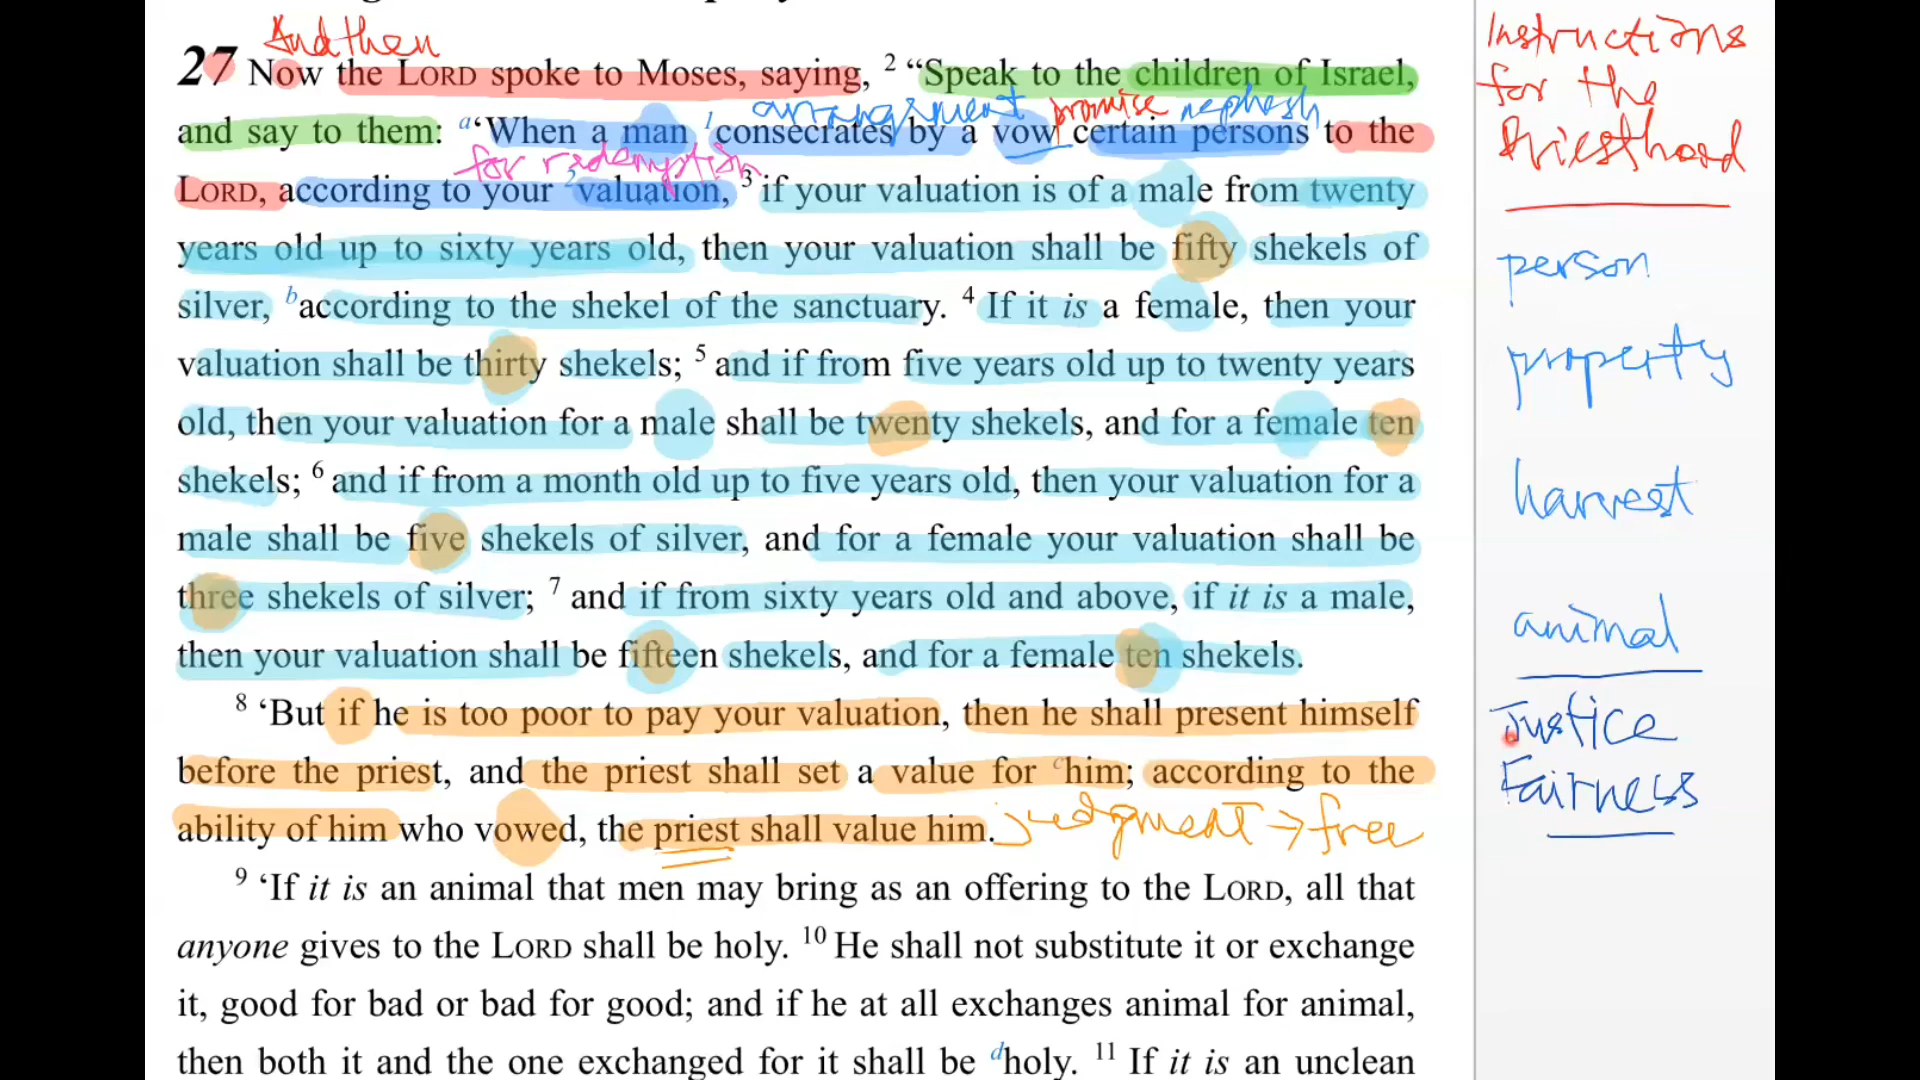 And then
27 Now the LORD spoke to Moses, saying, 2 “Speak to the children of Israel,
arrangement promise nephesh
and say to them: a‘When a man 1consecrates by a vow certain persons to the
for redemption
LORD, according to your 2valuation, 3 if your valuation is of a male from twenty
years old up to sixty years old, then your valuation shall be fifty shekels of
silver, baccording to the shekel of the sanctuary. 4 If it is a female, then your
valuation shall be thirty shekels; 5 and if from five years old up to twenty years
old, then your valuation for a male shall be twenty shekels, and for a female ten
shekels; 6 and if from a month old up to five years old, then your valuation for a
male shall be five shekels of silver, and for a female your valuation shall be
three shekels of silver; 7 and if from sixty years old and above, if it is a male,
then your valuation shall be fifteen shekels, and for a female ten shekels.
8 ‘But if he is too poor to pay your valuation, then he shall present himself
before the priest, and the priest shall set a value for chim; according to the
ability of him who vowed, the priest shall value him. judgment → free
9 ‘If it is an animal that men may bring as an offering to the LORD, all that
anyone gives to the LORD shall be holy. 10 He shall not substitute it or exchange
it, good for bad or bad for good; and if he at all exchanges animal for animal,
then both it and the one exchanged for it shall be dholy. 11 If it is an unclean
Instructions
for the
Priesthood
person
property
harvest
animal
Justice
Fairness